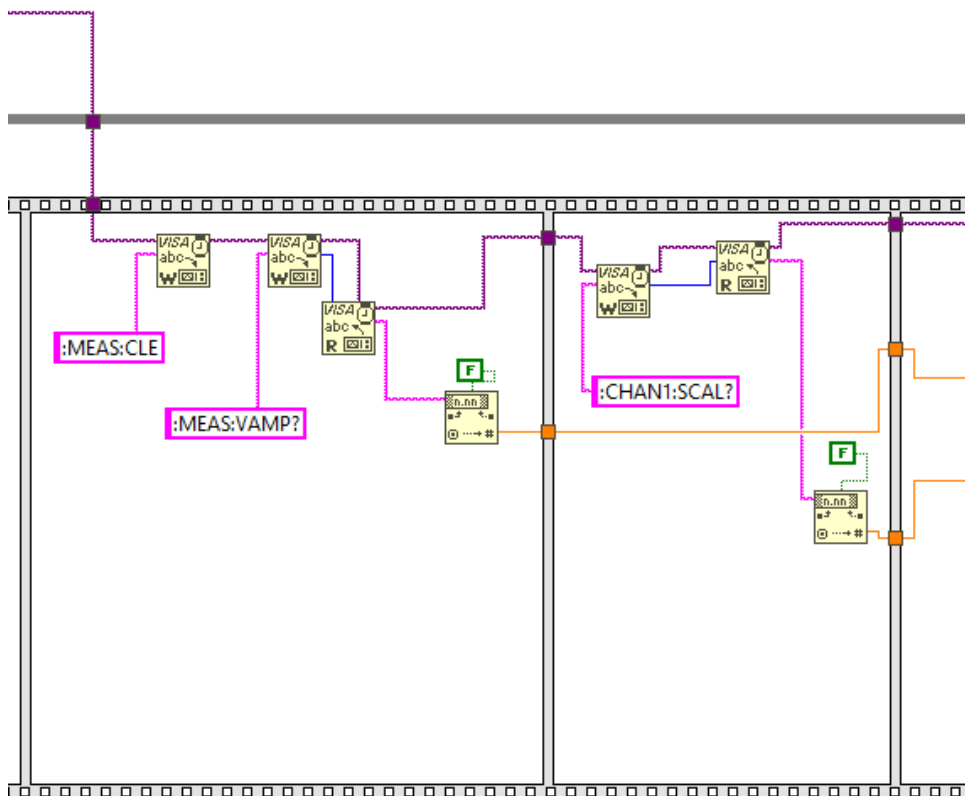 VISA
abc
W
VISA
abc
W
VISA
abc
R
:MEAS:CLE
:MEAS:VAMP?
F
n.nn
#
VISA
abc
W
VISA
abc
R
:CHAN1:SCAL?
F
n.nn
#